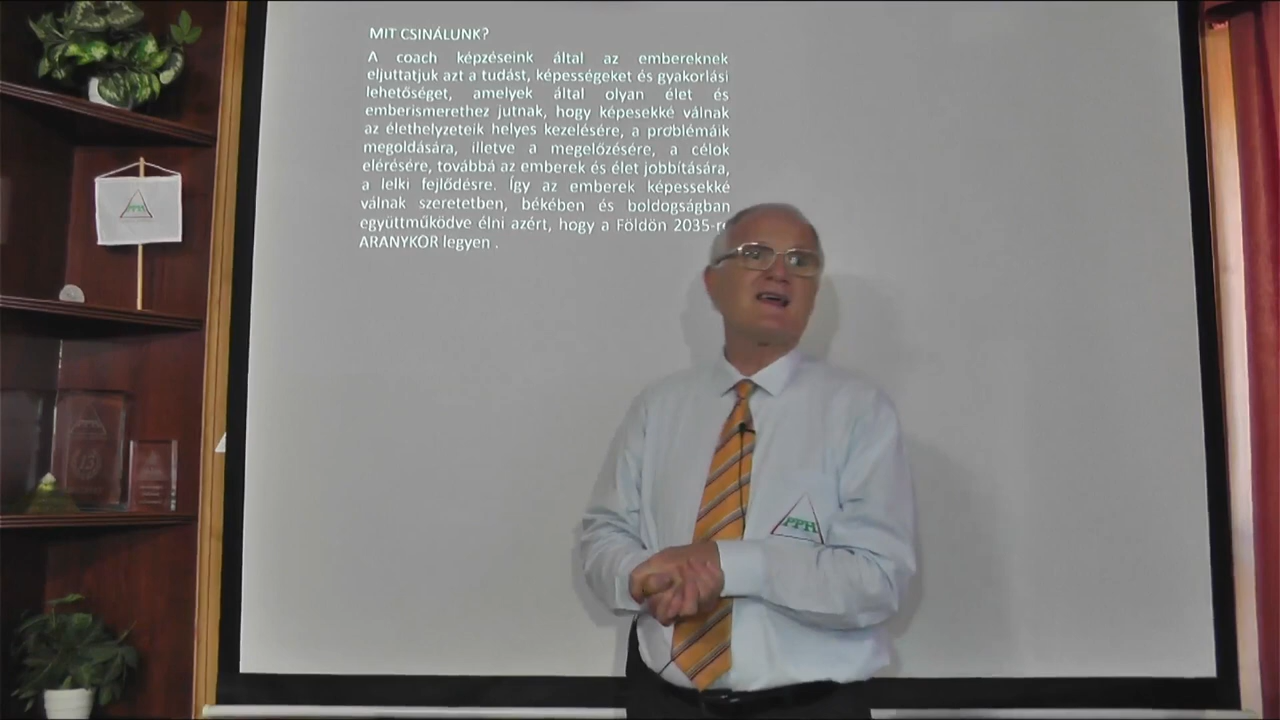 MIT CSINÁLUNK?
A coach képzéseink által az embereknek
eljuttatjuk azt a tudást, képességeket és gyakorlási
lehetőséget, amelyek által olyan élet és
emberismerethez jutnak, hogy képesekké válnak
az élethelyzeteik helyes kezelésére, a problémáik
megoldására, illetve a megelőzésére, a célok
elérésére, továbbá az emberek és élet jobbítására,
a lelki fejlődésre. Így az emberek képessekké
válnak szeretetben, békében és boldogságban
együttműködve élni azért, hogy a Földön 2035-re
ARANYKOR legyen .
PPH
PPH
15